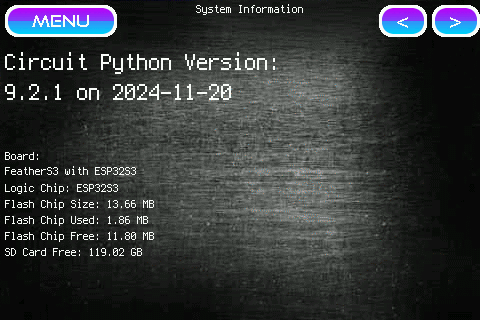 System Information
MENU
< >
Circuit Python Version:
9.2.1 on 2024-11-20
Board:
FeatherS3 with ESP32S3
Logic Chip: ESP32S3
Flash Chip Size: 13.66 MB
Flash Chip Used: 1.86 MB
Flash Chip Free: 11.80 MB
SD Card Free: 119.02 GB